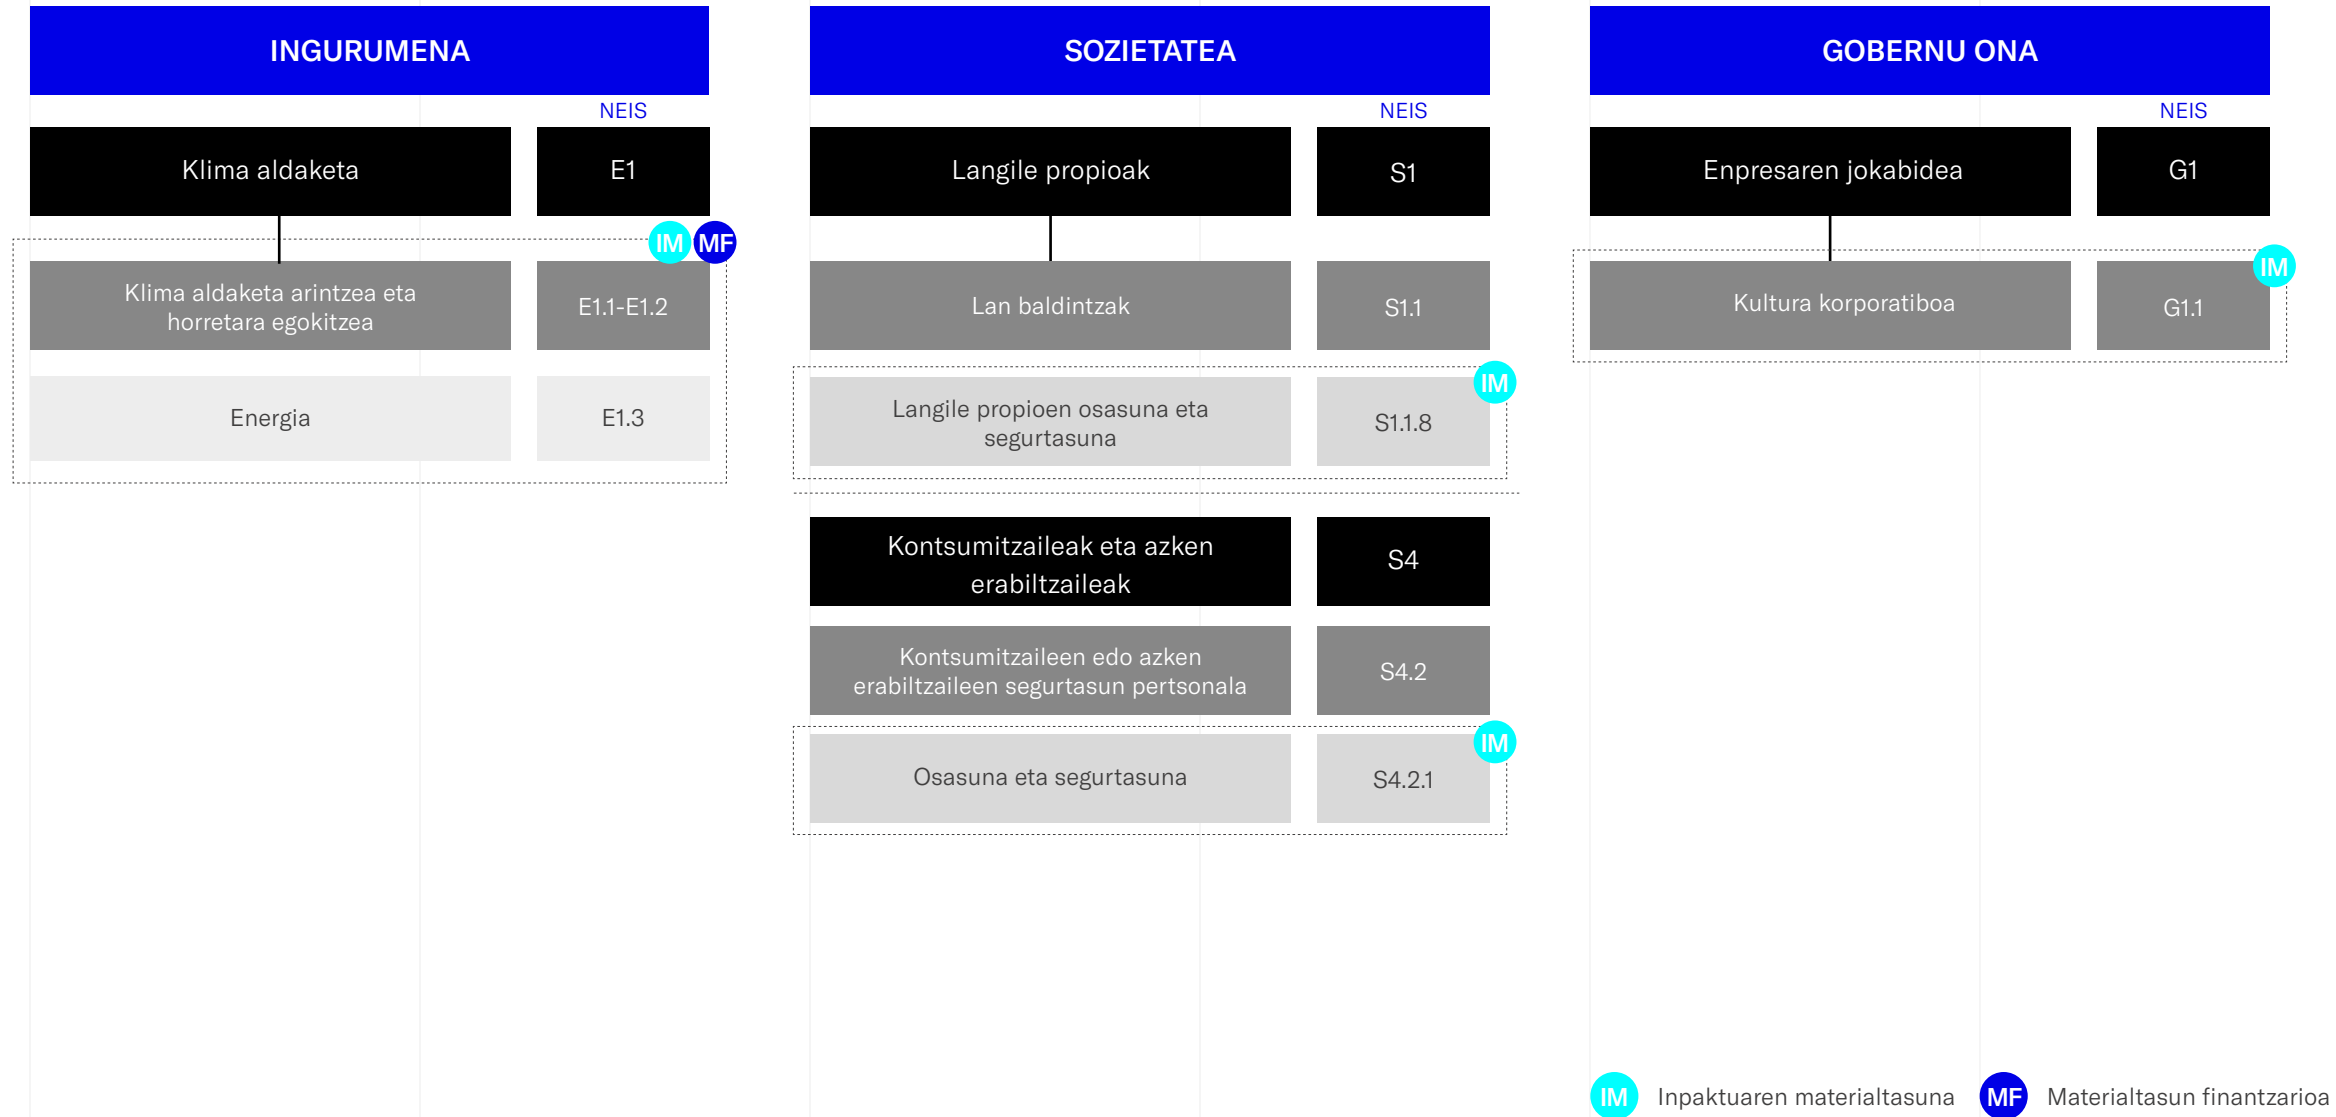 INGURUMENA
NEIS
Klima aldaketa
E1
IM MF
Klima aldaketa arintzea eta
horretara egokitzea
E1.1-E1.2
Energia
E1.3
SOZIETATEA
NEIS
Langile propioak
S1
Lan baldintzak
S1.1
IM
Langile propioen osasuna eta
segurtasuna
S1.1.8
Kontsumitzaileak eta azken
erabiltzaileak
S4
Kontsumitzaileen edo azken
erabiltzaileen segurtasun pertsonala
S4.2
IM
Osasuna eta segurtasuna
S4.2.1
GOBERNU ONA
NEIS
Enpresaren jokabidea
G1
IM
Kultura korporatiboa
G1.1
IM Inpaktuaren materialtasuna
MF Materialtasun finantzarioa